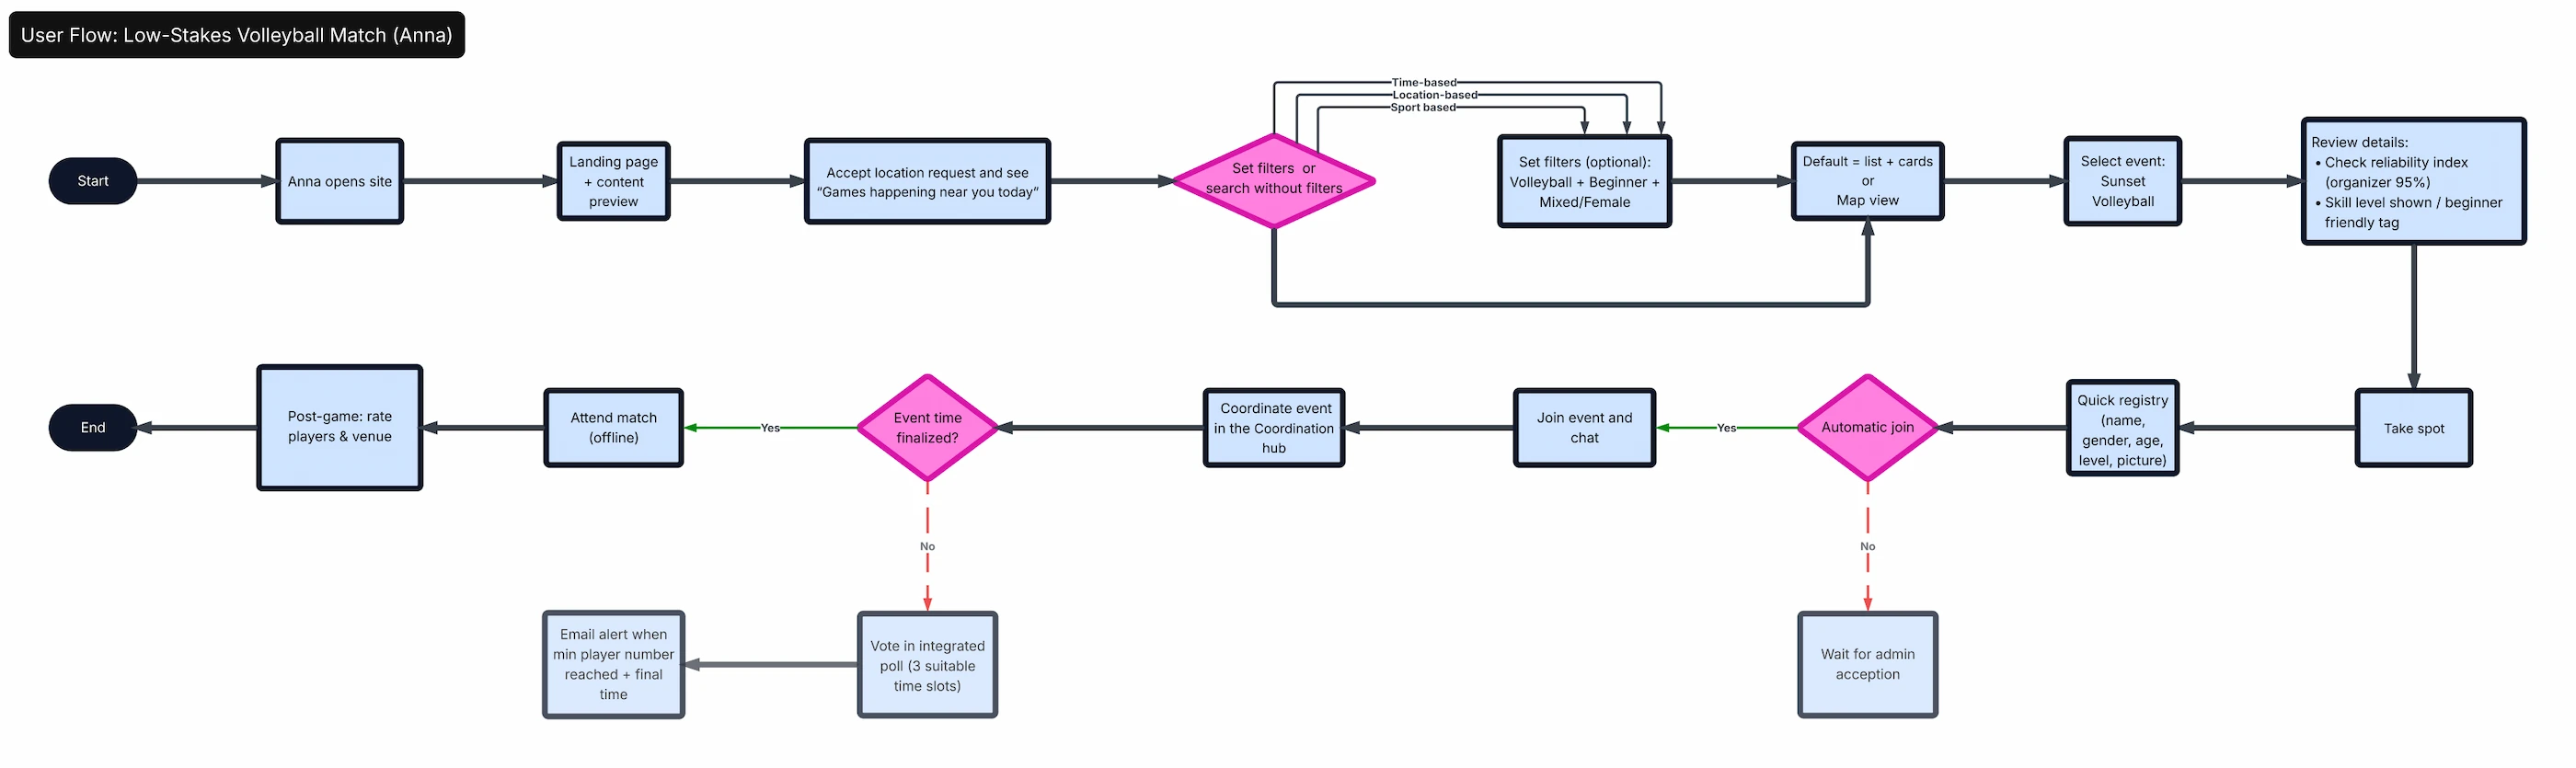 User Flow: Low-Stakes Volleyball Match (Anna)
Start
Anna opens site
Landing page
+ content
preview
Accept location request and see
“Games happening near you today”
Set filters or
search without filters
Time-based
Location-based
Sport based
Set filters (optional):
Volleyball + Beginner +
Mixed/Female
Default = list + cards
or
Map view
Select event:
Sunset
Volleyball
Review details:
• Check reliability index
(organizer 95%)
• Skill level shown / beginner
friendly tag
Take spot
Quick registry
(name,
gender, age,
level, picture)
Automatic join
Yes
No
Wait for admin
acception
Join event and
chat
Coordinate event
in the Coordination
hub
Event time
finalized?
Yes
No
Vote in integrated
poll (3 suitable
time slots)
Email alert when
min player number
reached + final
time
Attend match
(offline)
Post-game: rate
players & venue
End